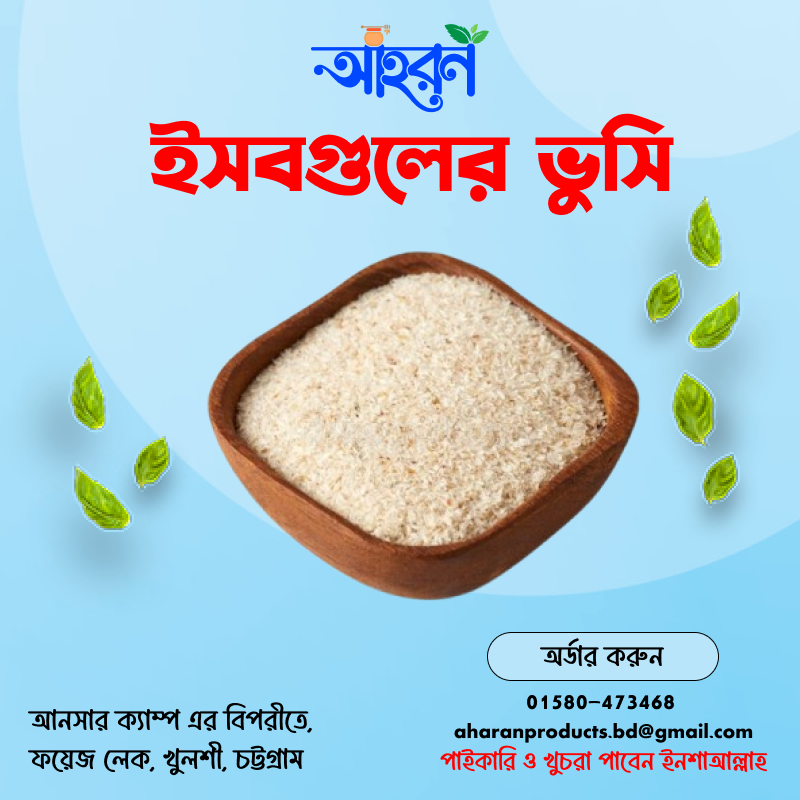 আহরন
ইসবগুলের ভুসি
অর্ডার করুন
01580-473468
aharanproducts.bd@gmail.com
পাইকারি ও খুচরা পাবেন ইনশাআল্লাহ
আনসার ক্যাম্প এর বিপরীতে,
ফয়েজ লেক, খুলশী, চট্টগ্রাম